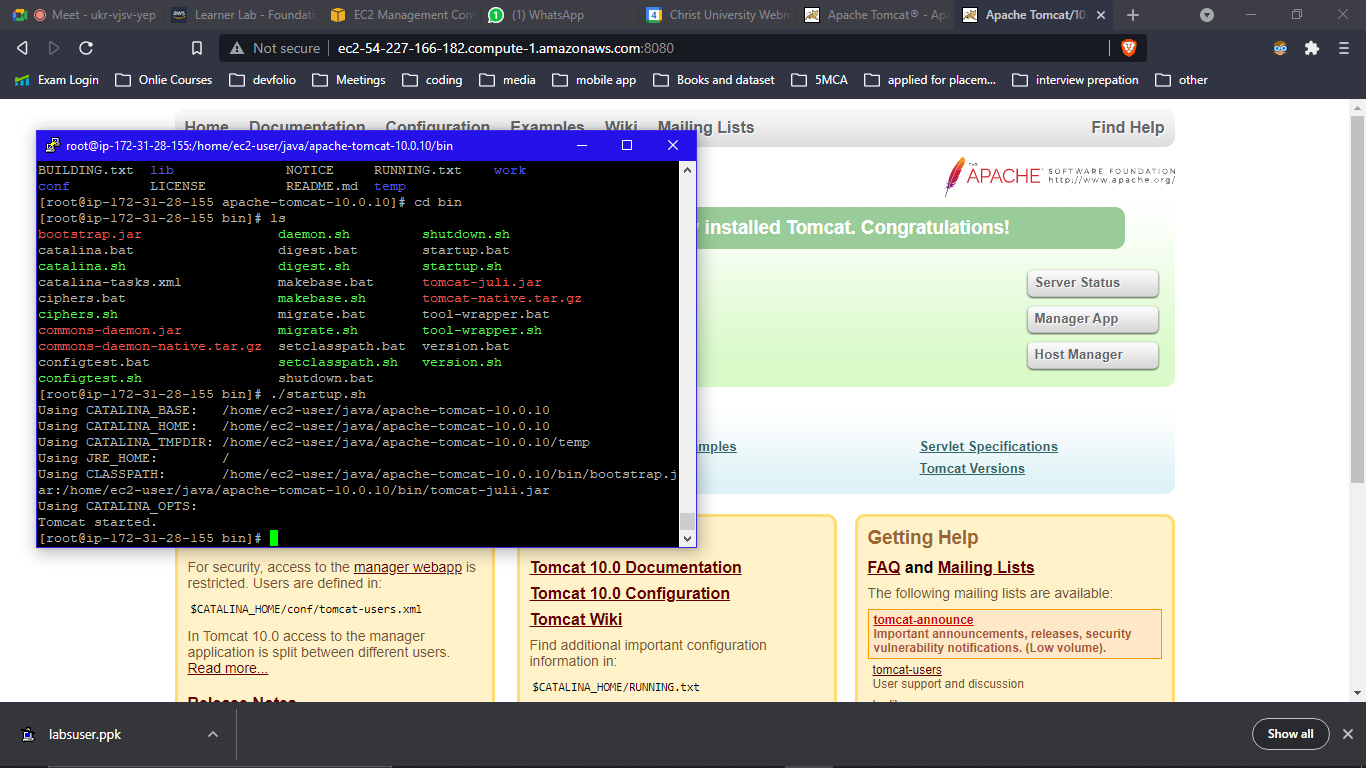 Meet - ukr-vjsv-yep
Learner Lab - Foundatio
EC2 Management Con
(1) WhatsApp
Christ University Webm
Apache Tomcat® - Apa
Apache Tomcat/10
Not secure
ec2-54-227-166-182.compute-1.amazonaws.com:8080
Exam Login
Onlie Courses
devfolio
Meetings
coding
media
mobile app
Books and dataset
5MCA
applied for placem...
interview prepation
other
Home
Documentation
Configuration
Examples
Wiki
Mailing Lists
Find Help
root@ip-172-31-28-155:/home/ec2-user/java/apache-tomcat-10.0.10/bin
BUILDING.txt lib NOTICE RUNNING.txt work
conf LICENSE README.md temp
[root@ip-172-31-28-155 apache-tomcat-10.0.10]# cd bin
[root@ip-172-31-28-155 bin]# ls
bootstrap.jar daemon.sh shutdown.sh
catalina.bat digest.bat startup.bat
catalina.sh digest.sh startup.sh
catalina-tasks.xml makebase.bat tomcat-juli.jar
ciphers.bat makebase.sh tomcat-native.tar.gz
ciphers.sh migrate.bat tool-wrapper.bat
commons-daemon.jar migrate.sh tool-wrapper.sh
commons-daemon-native.tar.gz setclasspath.bat version.bat
configtest.bat setclasspath.sh version.sh
configtest.sh shutdown.bat
[root@ip-172-31-28-155 bin]# ./startup.sh
Using CATALINA_BASE: /home/ec2-user/java/apache-tomcat-10.0.10
Using CATALINA_HOME: /home/ec2-user/java/apache-tomcat-10.0.10
Using CATALINA_TMPDIR: /home/ec2-user/java/apache-tomcat-10.0.10/temp
Using JRE_HOME: /
Using CLASSPATH: /home/ec2-user/java/apache-tomcat-10.0.10/bin/bootstrap.j
ar:/home/ec2-user/java/apache-tomcat-10.0.10/bin/tomcat-juli.jar
Using CATALINA_OPTS:
Tomcat started.
[root@ip-172-31-28-155 bin]#
THE
APACHE SOFTWARE FOUNDATION
http://www.apache.org/
installed Tomcat. Congratulations!
Server Status
Manager App
Host Manager
mples
Servlet Specifications
Tomcat Versions
For security, access to the manager webapp is
restricted. Users are defined in:
$CATALINA_HOME/conf/tomcat-users.xml
In Tomcat 10.0 access to the manager
application is split between different users.
Read more...
Release Notes
Tomcat 10.0 Documentation
Tomcat 10.0 Configuration
Tomcat Wiki
Find additional important configuration
information in:
$CATALINA_HOME/RUNNING.txt
Getting Help
FAQ and Mailing Lists
The following mailing lists are available:
tomcat-announce
Important announcements, releases, security
vulnerability notifications. (Low volume).
tomcat-users
User support and discussion
labsuser.ppk
Show all